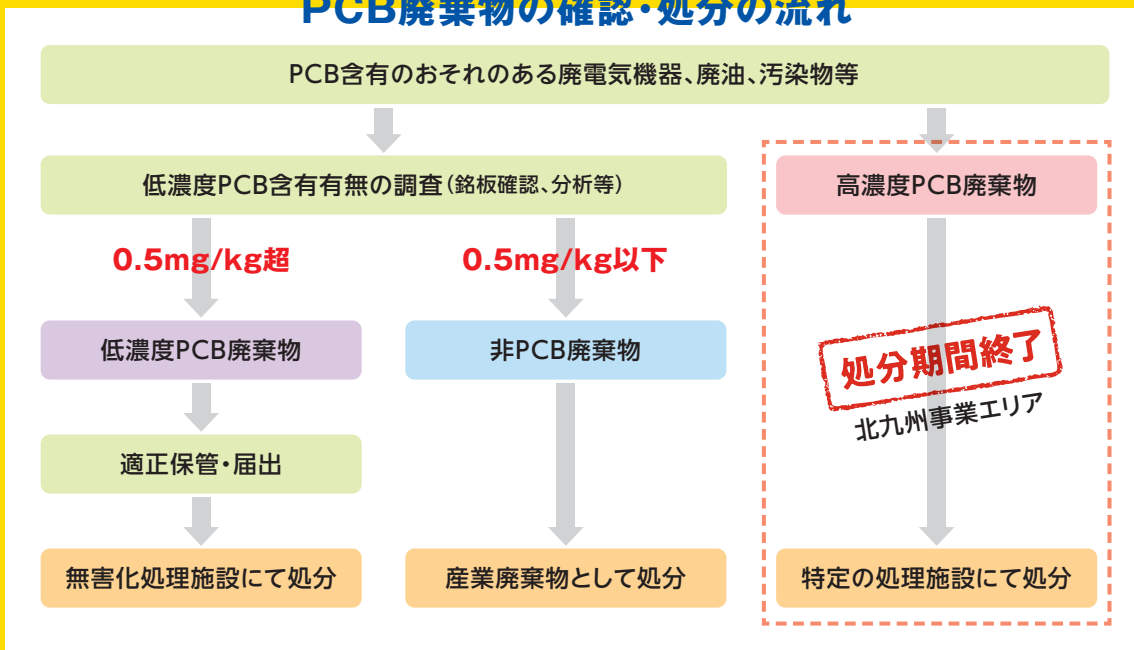 PCB廃棄物の確認・処分の流れ
PCB含有のおそれのある廃電気機器、廃油、汚染物等
低濃度PCB含有有無の調査（銘板確認、分析等）
高濃度PCB廃棄物
0.5mg/kg超
0.5mg/kg以下
低濃度PCB廃棄物
非PCB廃棄物
処分期間終了
北九州事業エリア
適正保管・届出
無害化処理施設にて処分
産業廃棄物として処分
特定の処理施設にて処分